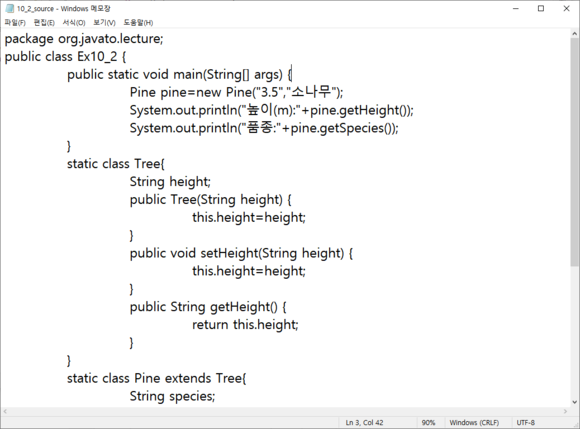 10_2_source - Windows 메모장
파일(F) 편집(E) 서식(O) 보기(V) 도움말(H)
package org.javato.lecture;
public class Ex10_2 {
public static void main(String[] args) {
Pine pine=new Pine("3.5","소나무");
System.out.println("높이(m):"+pine.getHeight());
System.out.println("품종:"+pine.getSpecies());
}
static class Tree{
String height;
public Tree(String height) {
this.height=height;
}
public void setHeight(String height) {
this.height=height;
}
public String getHeight() {
return this.height;
}
}
static class Pine extends Tree{
String species;
Ln 3, Col 42 90% Windows (CRLF) UTF-8